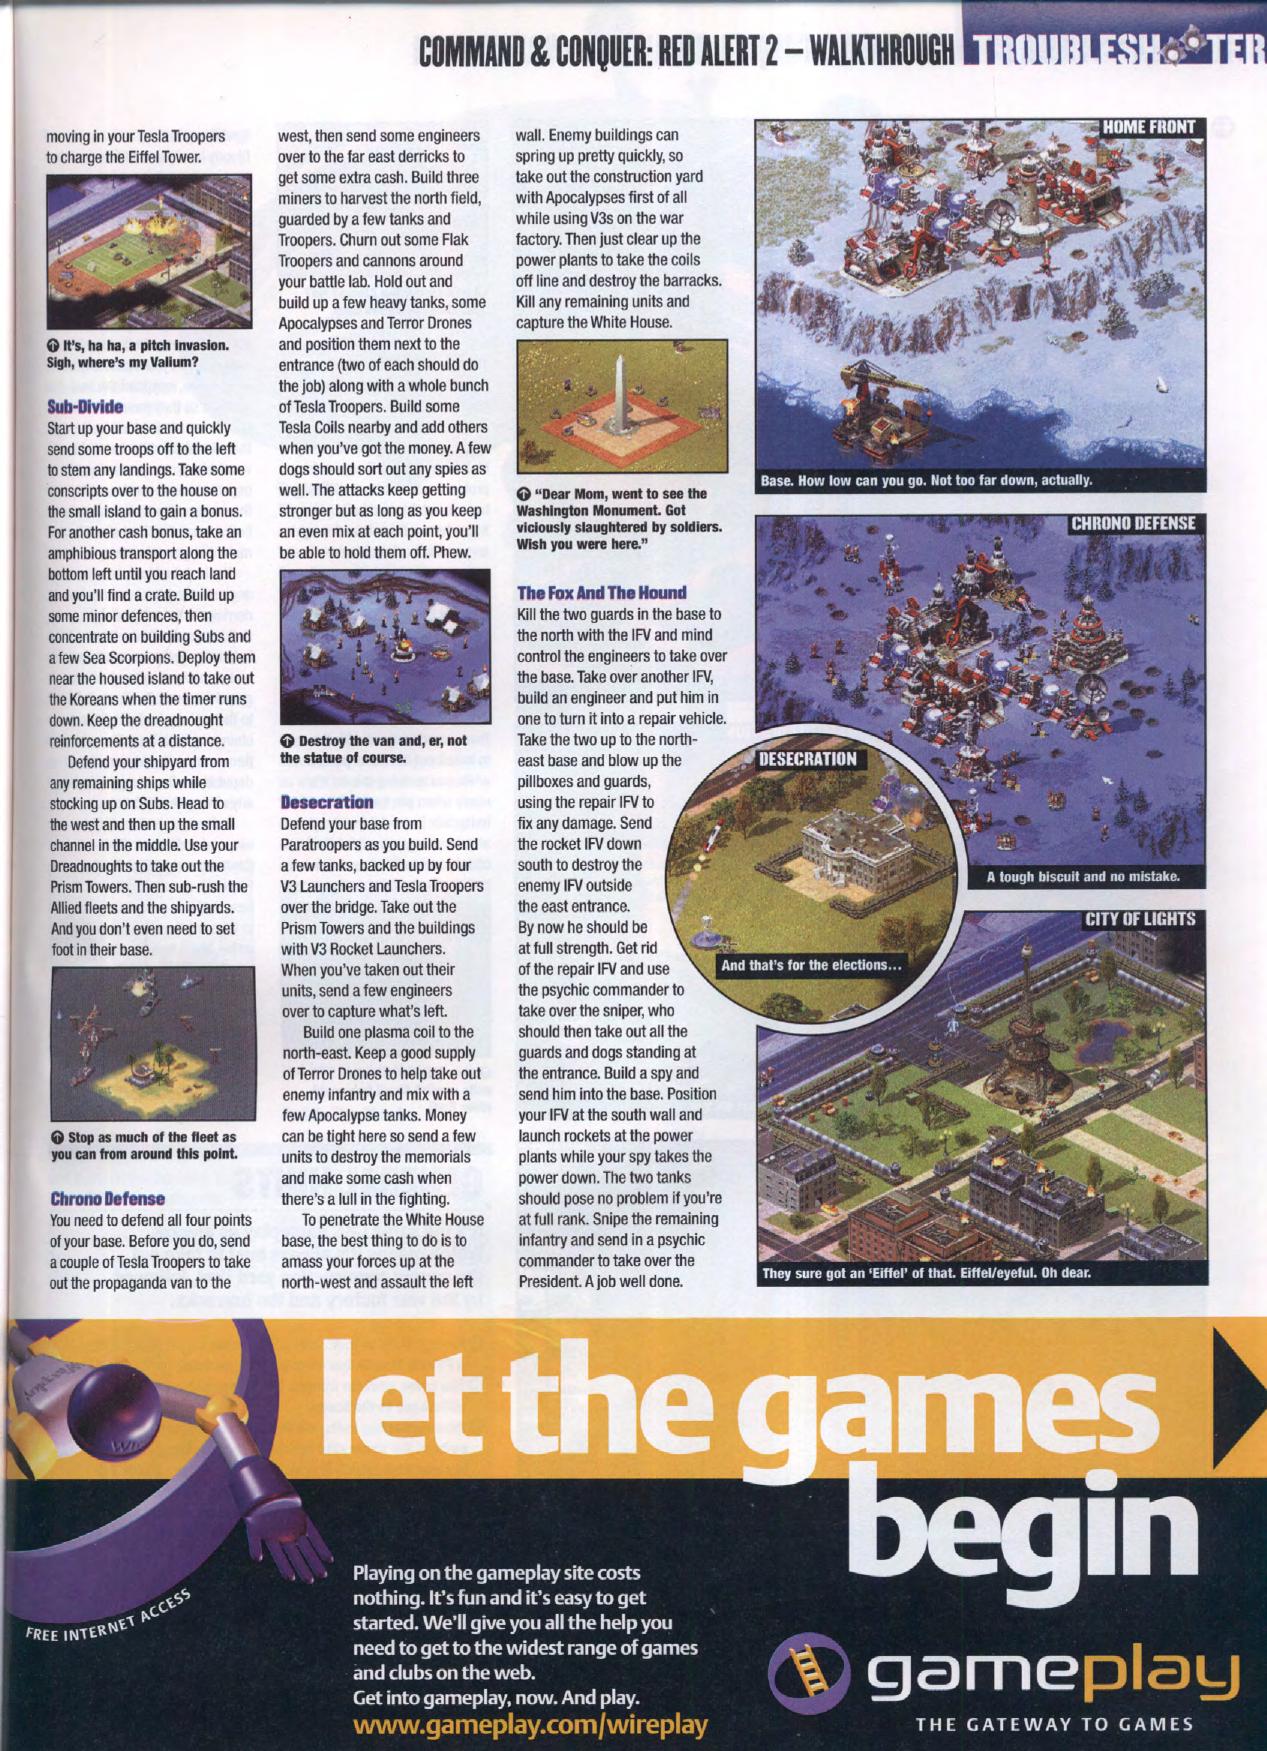 COMMAND & CONQUER: RED ALERT 2 – WALKTHROUGH
TROUBLESHOOTER
moving in your Tesla Troopers
to charge the Eiffel Tower.
It's, ha ha, a pitch invasion.
Sigh, where's my Valium?
Sub-Divide
Start up your base and quickly
send some troops off to the left
to stem any landings. Take some
conscripts over to the house on
the small island to gain a bonus.
For another cash bonus, take an
amphibious transport along the
bottom left until you reach land
and you'll find a crate. Build up
some minor defences, then
concentrate on building Subs and
a few Sea Scorpions. Deploy them
near the housed island to take out
the Koreans when the timer runs
down. Keep the dreadnought
reinforcements at a distance.
Defend your shipyard from
any remaining ships while
stocking up on Subs. Head to
the west and then up the small
channel in the middle. Use your
Dreadnoughts to take out the
Prism Towers. Then sub-rush the
Allied fleets and the shipyards.
And you don't even need to set
foot in their base.
Stop as much of the fleet as
you can from around this point.
Chrono Defense
You need to defend all four points
of your base. Before you do, send
a couple of Tesla Troopers to take
out the propaganda van to the
west, then send some engineers
over to the far east derricks to
get some extra cash. Build three
miners to harvest the north field,
guarded by a few tanks and
Troopers. Churn out some Flak
Troopers and cannons around
your battle lab. Hold out and
build up a few heavy tanks, some
Apocalypses and Terror Drones
and position them next to the
entrance (two of each should do
the job) along with a whole bunch
of Tesla Troopers. Build some
Tesla Coils nearby and add others
when you've got the money. A few
dogs should sort out any spies as
well. The attacks keep getting
stronger but as long as you keep
an even mix at each point, you'll
be able to hold them off. Phew.
Destroy the van and, er, not
the statue of course.
Desecration
Defend your base from
Paratroopers as you build. Send
a few tanks, backed up by four
V3 Launchers and Tesla Troopers
over the bridge. Take out the
Prism Towers and the buildings
with V3 Rocket Launchers.
When you've taken out their
units, send a few engineers
over to capture what's left.
Build one plasma coil to the
north-east. Keep a good supply
of Terror Drones to help take out
enemy infantry and mix with a
few Apocalypse tanks. Money
can be tight here so send a few
units to destroy the memorials
and make some cash when
there's a lull in the fighting.
To penetrate the White House
base, the best thing to do is to
amass your forces up at the
north-west and assault the left
wall. Enemy buildings can
spring up pretty quickly, so
take out the construction yard
with Apocalypses first of all
while using V3s on the war
factory. Then just clear up the
power plants to take the coils
off line and destroy the barracks.
Kill any remaining units and
capture the White House.
"Dear Mom, went to see the
Washington Monument. Got
viciously slaughtered by soldiers.
Wish you were here."
The Fox And The Hound
Kill the two guards in the base to
the north with the IFV and mind
control the engineers to take over
the base. Take over another IFV,
build an engineer and put him in
one to turn it into a repair vehicle.
Take the two up to the north-
east base and blow up the
pillboxes and guards,
using the repair IFV to
fix any damage. Send
the rocket IFV down
south to destroy the
enemy IFV outside
the east entrance.
By now he should be
at full strength. Get rid
of the repair IFV and use
the psychic commander to
take over the sniper, who
should then take out all the
guards and dogs standing at
the entrance. Build a spy and
send him into the base. Position
your IFV at the south wall and
launch rockets at the power
plants while your spy takes the
power down. The two tanks
should pose no problem if you're
at full rank. Snipe the remaining
infantry and send in a psychic
commander to take over the
President. A job well done.
HOME FRONT
Base. How low can you go. Not too far down, actually.
CHRONO DEFENSE
A tough biscuit and no mistake.
DESECRATION
And that's for the elections...
CITY OF LIGHTS
They sure got an 'Eiffel' of that. Eiffel/eyeful. Oh dear.
let the games
begin
FREE INTERNET ACCESS
Playing on the gameplay site costs
nothing. It's fun and it's easy to get
started. We'll give you all the help you
need to get to the widest range of games
and clubs on the web.
Get into gameplay, now. And play.
www.gameplay.com/wireplay
gameplay
THE GATEWAY TO GAMES